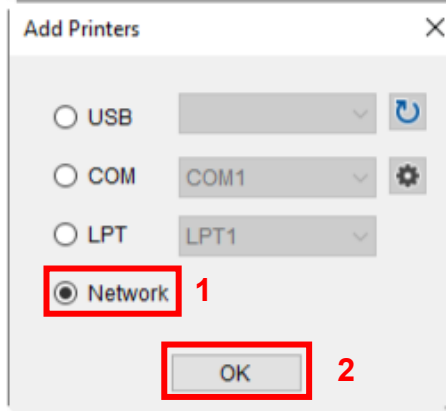 Add Printers
USB
COM COM1
LPT LPT1
Network 1
OK 2